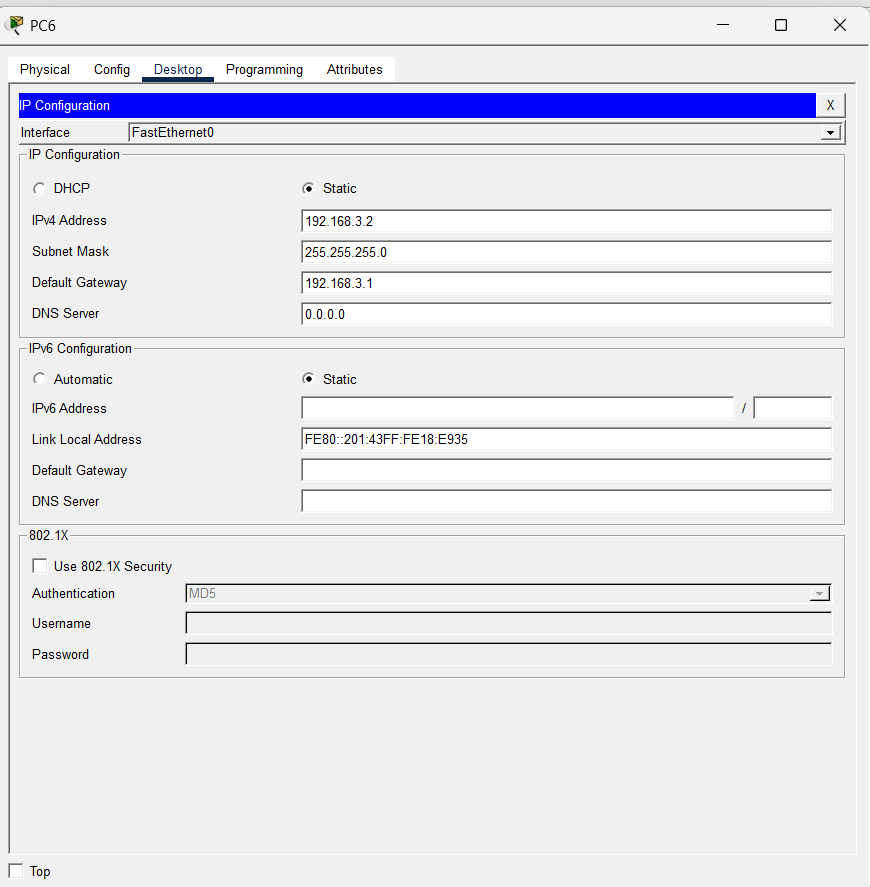 PC6
Physical Config Desktop Programming Attributes
IP Configuration X
Interface FastEthernet0
IP Configuration
DHCP Static
IPv4 Address 192.168.3.2
Subnet Mask 255.255.255.0
Default Gateway 192.168.3.1
DNS Server 0.0.0.0
IPv6 Configuration
Automatic Static
IPv6 Address /
Link Local Address FE80::201:43FF:FE18:E935
Default Gateway
DNS Server
802.1X
Use 802.1X Security
Authentication MD5
Username
Password
Top